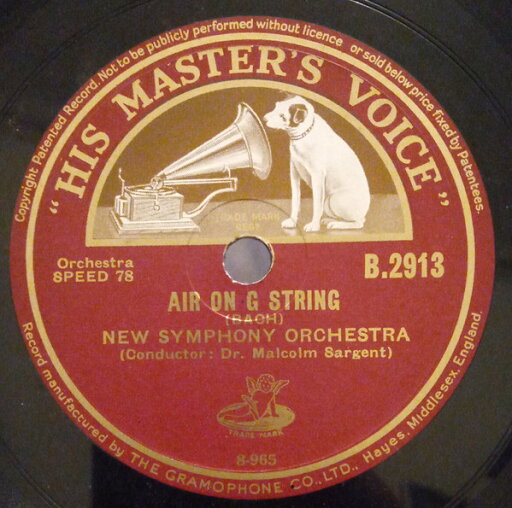 Copyright Patented Record. Not to be publicly performed without licence or sold below price fixed by Patentees.
"HIS MASTER'S VOICE"
TRADE MARK
Orchestra
SPEED 78
B.2913
AIR ON G STRING
(BACH)
NEW SYMPHONY ORCHESTRA
(Conductor: Dr. Malcolm Sargent)
TRADE MARK
8-965
Record manufactured by THE GRAMOPHONE CO., LTD., Hayes, Middlesex, England.